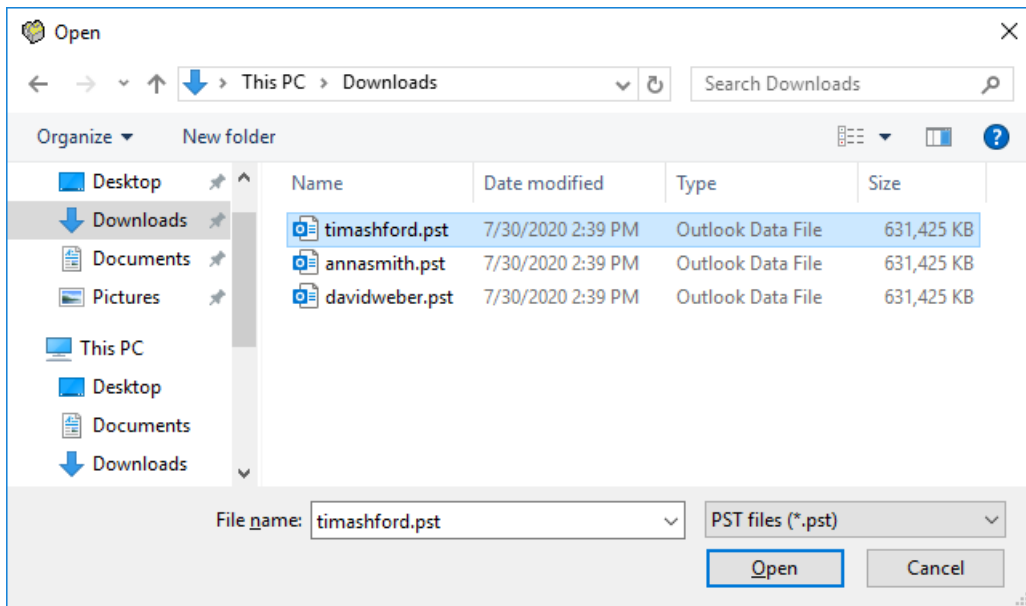 Open
This PC > Downloads
Search Downloads
Organize
New folder
Desktop
Downloads
Documents
Pictures
This PC
Desktop
Documents
Downloads
Name Date modified Type Size
timashford.pst 7/30/2020 2:39 PM Outlook Data File 631,425 KB
annasmith.pst 7/30/2020 2:39 PM Outlook Data File 631,425 KB
davidweber.pst 7/30/2020 2:39 PM Outlook Data File 631,425 KB
File name: timashford.pst
PST files (*.pst)
Open
Cancel